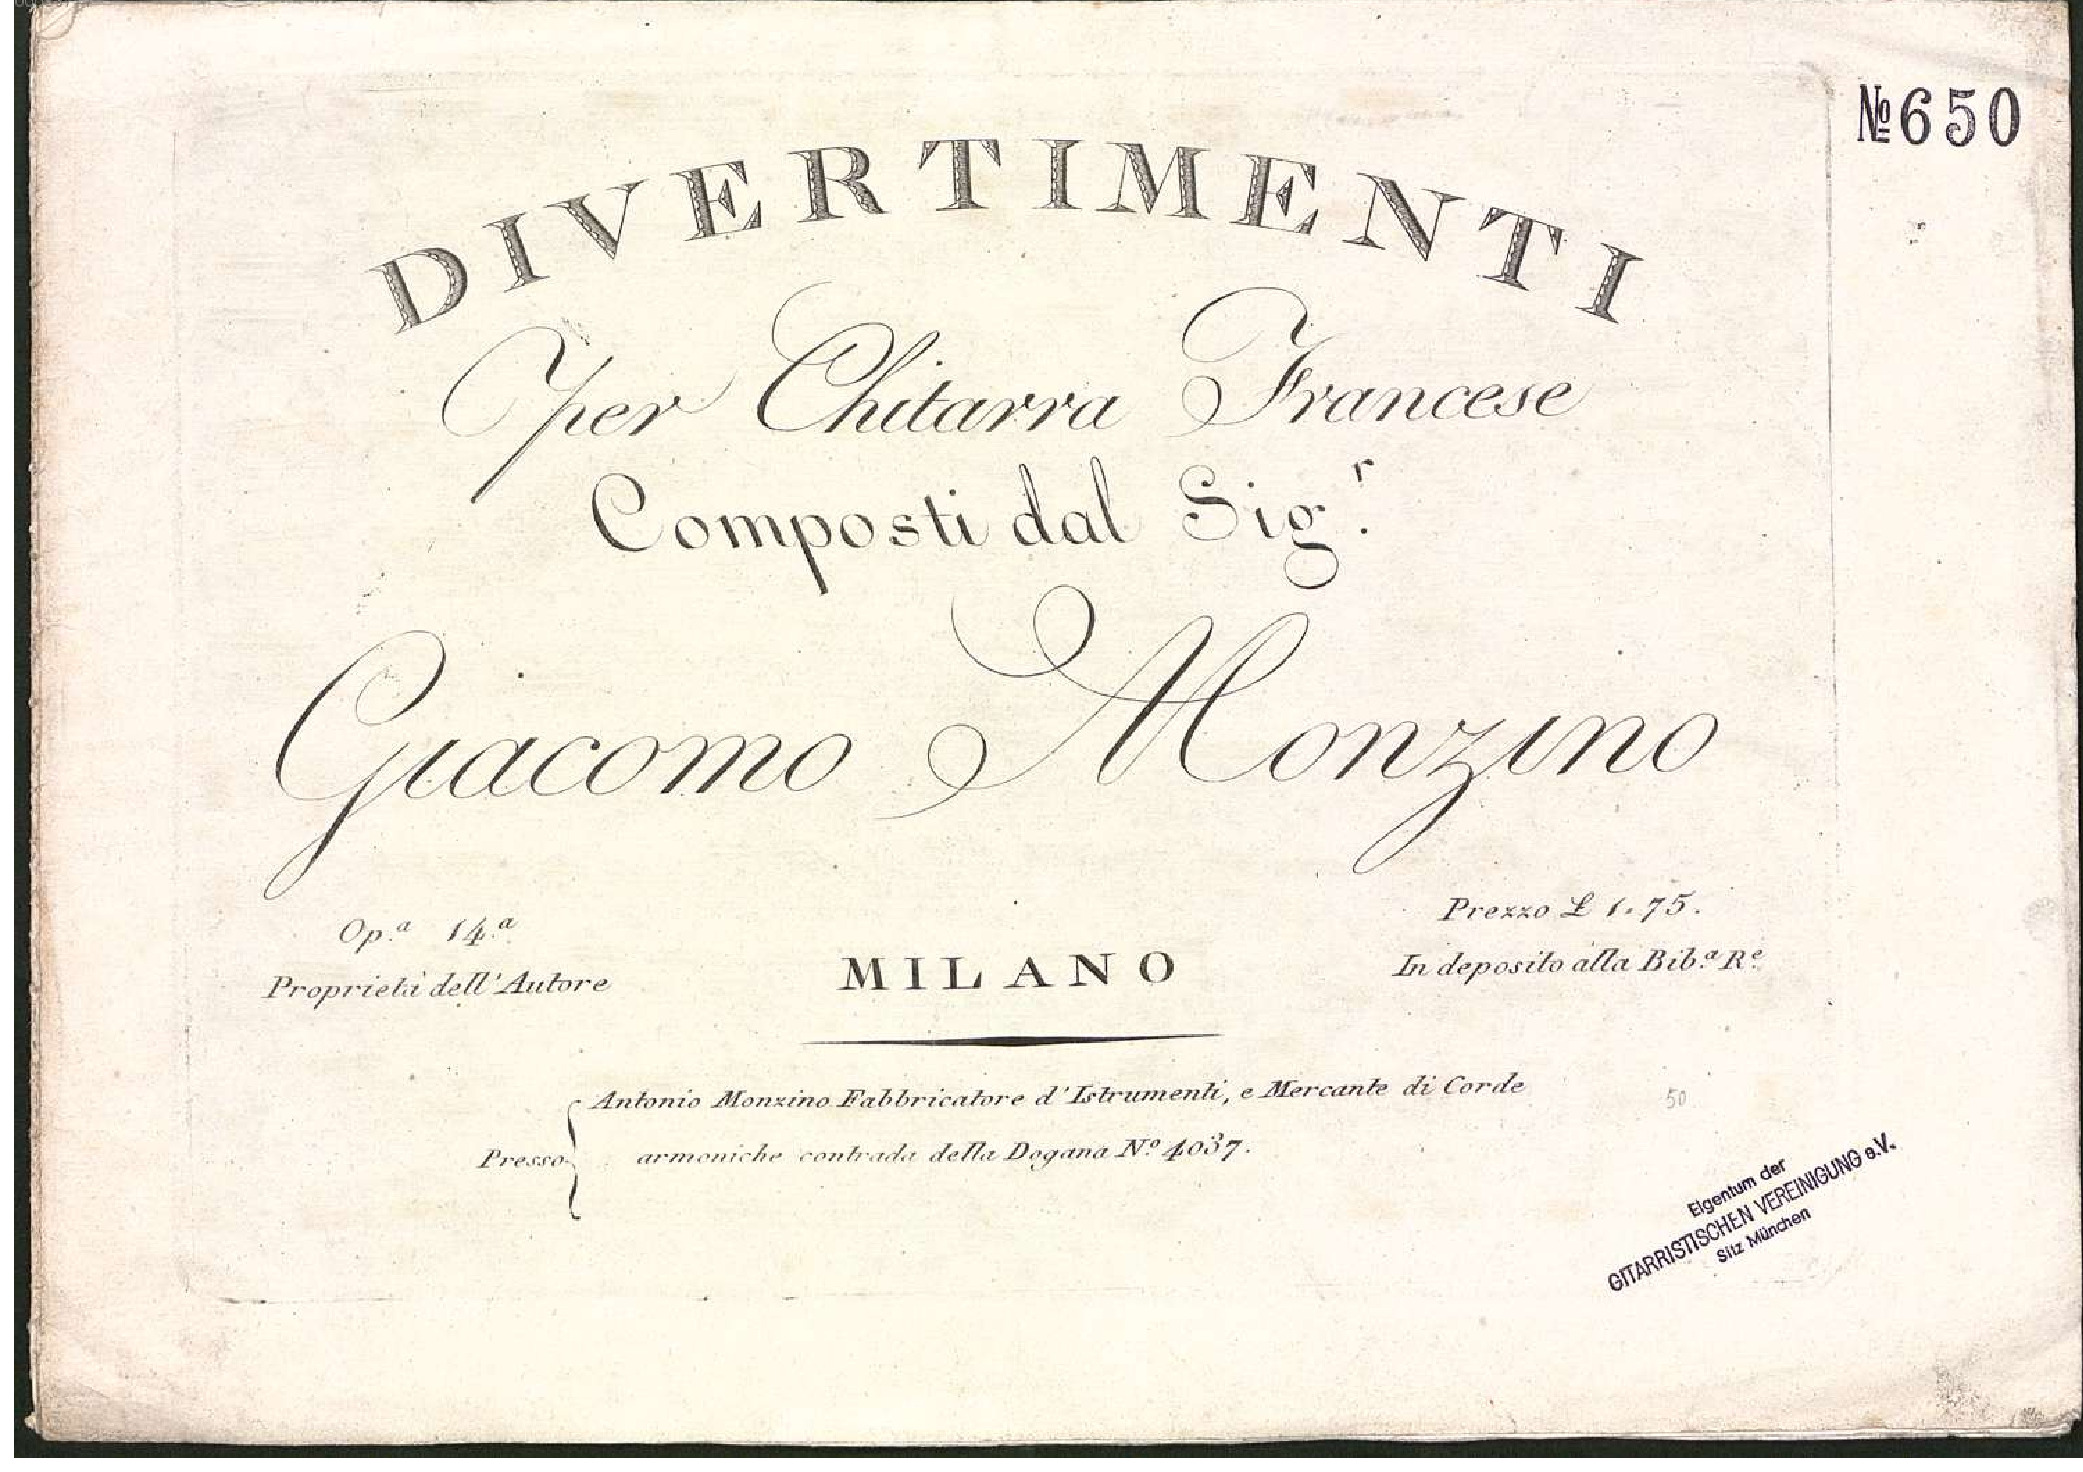 № 650
DIVERTIMENTI
Per Chitarra Francese
Composti dal Sig.r
Giacomo Monzino
Op.a 14.a
Proprietà dell'Autore
MILANO
Prezzo £ 1.75.
In deposito alla Bib.a R.e
Presso
Antonio Monzino Fabbricatore d'Istrumenti, e Mercante di Corde
armoniche contrada della Dogana N.o 4037.
50
Eigentum der
GITARRISTISCHEN VEREINIGUNG e.V.
Sitz München